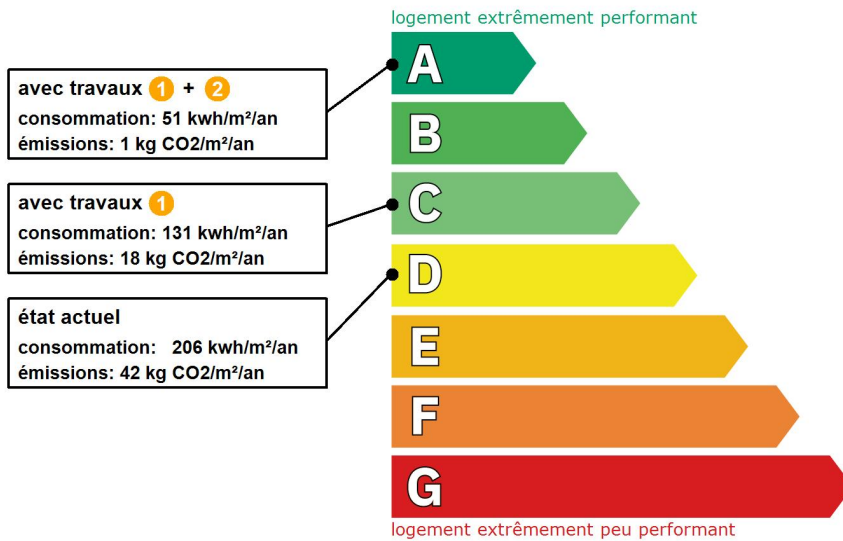 logement extrêmement performant
A
avec travaux 1 + 2
consommation: 51 kwh/m²/an
émissions: 1 kg CO2/m²/an
B
avec travaux 1
consommation: 131 kwh/m²/an
émissions: 18 kg CO2/m²/an
C
D
état actuel
consommation: 206 kwh/m²/an
émissions: 42 kg CO2/m²/an
E
F
G
logement extrêmement peu performant